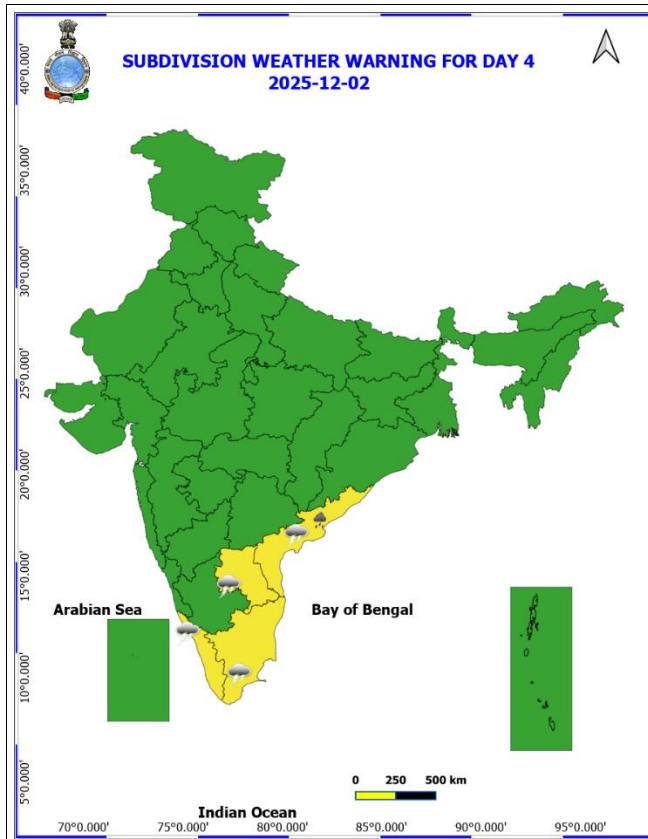 SUBDIVISION WEATHER WARNING FOR DAY 4
2025-12-02
40°0.000'
35°0.000'
30°0.000'
25°0.000'
20°0.000'
15°0.000'
10°0.000'
5°0.000'
Arabian Sea
Bay of Bengal
0 250 500 km
Indian Ocean
70°0.000' 75°0.000' 80°0.000' 85°0.000' 90°0.000' 95°0.000'